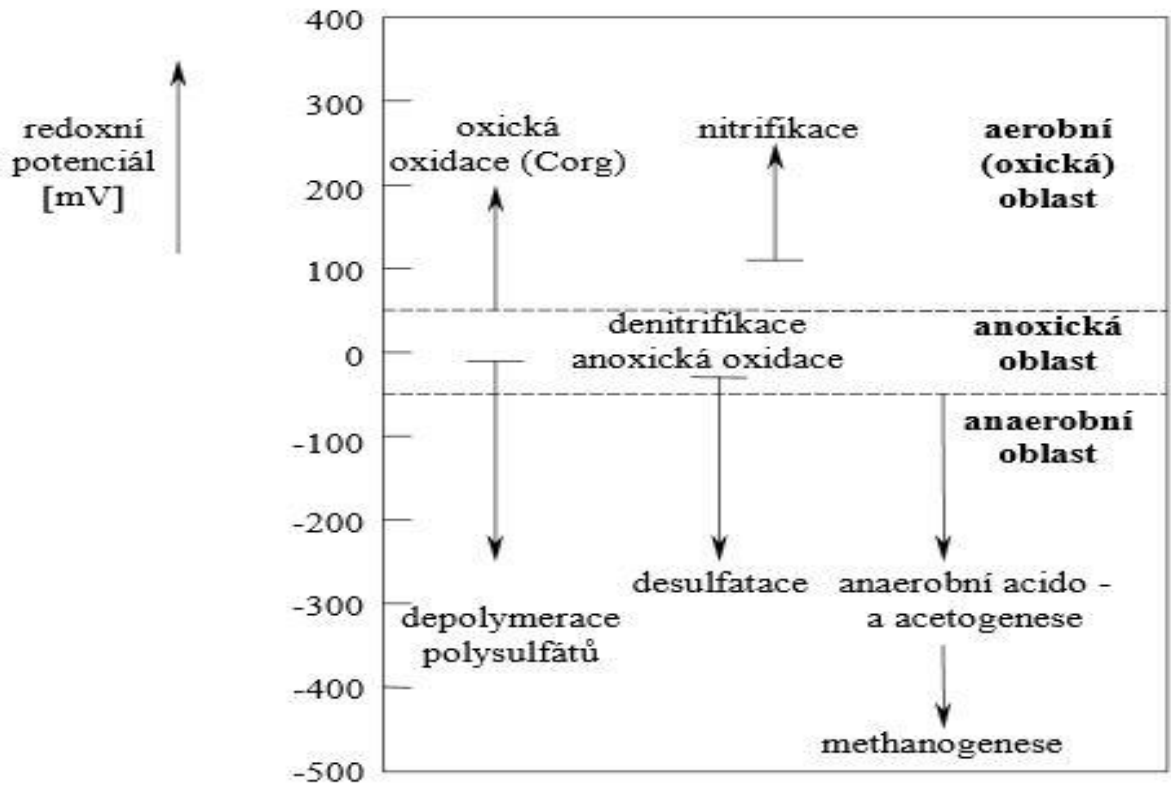 400
300
200
100
0
-100
-200
-300
-400
-500
redoxní
potenciál
[mV]
oxická
oxidace (Corg)
nitrifikace
aerobní
(oxická)
oblast
denitrifikace
anoxická oxidace
anoxická
oblast
anaerobní
oblast
depolymerace
polysulfátů
desulfatace
anaerobní acido -
a acetogenese
methanogenese